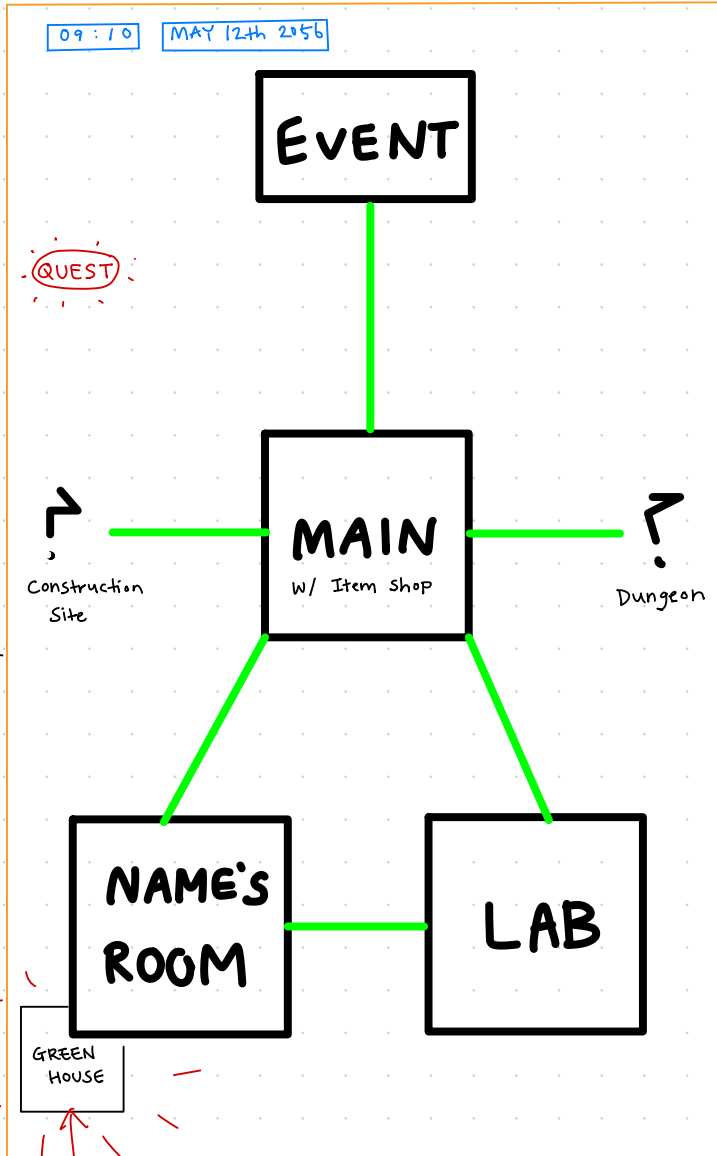 09:10 MAY 12th 2056
EVENT
QUEST
?
Construction
Site
MAIN
W/ Item Shop
?
Dungeon
NAME'S
ROOM
LAB
GREEN
HOUSE